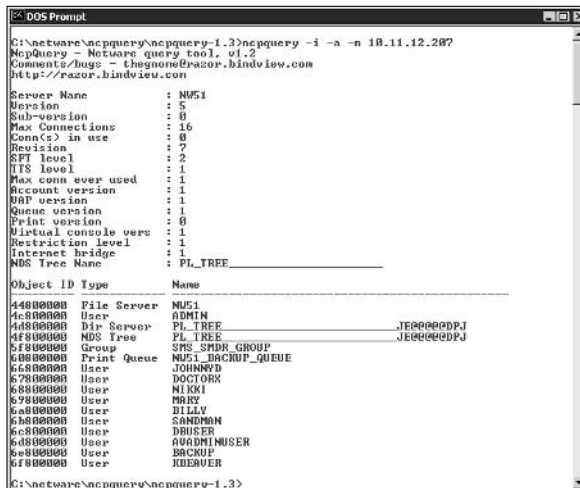 DOS Prompt
C:\netware\ncpquery\ncpquery-1.3>ncpquery -i -a -n 10.11.12.207
NcpQuery - Netware query tool, v1.2
Comments/bugs - thegnome@razor.bindview.com
http://razor.bindview.com
Server Name : NW51
Version : 5
Sub-version : 0
Max Connections : 16
Conn(s) in use : 0
Revision : 7
SFT level : 2
TTS level : 1
Max conn ever used : 1
Account version : 1
VAP version : 1
Queue version : 1
Print version : 0
Virtual console vers : 1
Restriction level : 1
Internet bridge : 1
NDS Tree Name : PL_TREE_________________________
Object ID Type Name
44800000 File Server NW51
4c800000 User ADMIN
4d800000 Dir Server PL_TREE_________________________JE@@@@@DPJ
4f800000 NDS Tree PL_TREE_________________________JE@@@@@DPJ
5f800000 Group SMS_SMDR_GROUP
60800000 Print Queue NW51_BACKUP_QUEUE
66800000 User JOHNNYD
67800000 User DOCTORX
68800000 User NIKKI
69800000 User MARY
6a800000 User BILLY
6b800000 User SANDMAN
6c800000 User DBUSER
6d800000 User AVADMINUSER
6e800000 User BACKUP
6f800000 User KBEAVER
C:\netware\ncpquery\ncpquery-1.3>